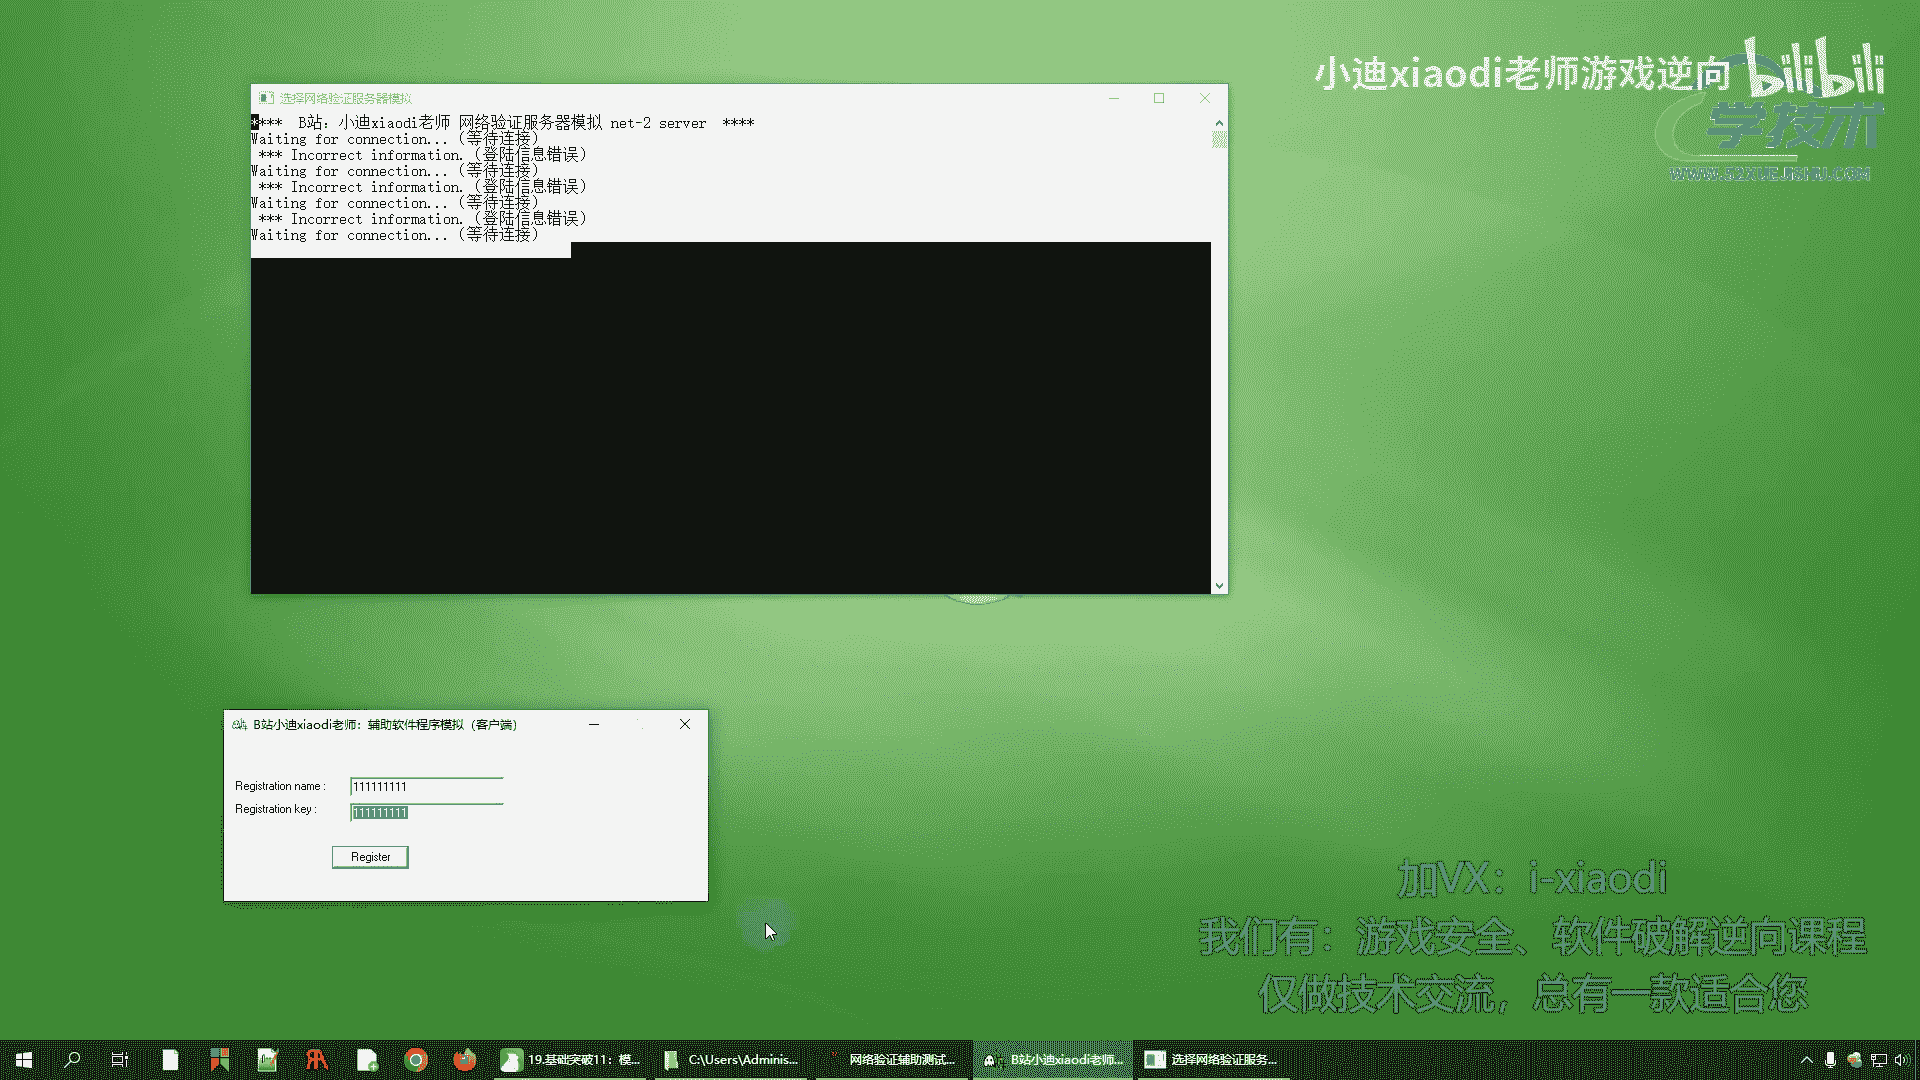 小迪xiaodi老师游戏逆向 bilibili
学技术
WWW.52XUEJISHU.COM
选择网络验证服务器模拟
**** B站：小迪xiaodi老师 网络验证服务器模拟 net-2 server ****
Waiting for connection...（等待连接）
*** Incorrect information.（登陆信息错误）
Waiting for connection...（等待连接）
*** Incorrect information.（登陆信息错误）
Waiting for connection...（等待连接）
*** Incorrect information.（登陆信息错误）
Waiting for connection...（等待连接）
B站小迪xiaodi老师：辅助软件程序模拟（客户端）
Registration name :
111111111
Registration key :
111111111
Register
加VX：i-xiaodi
我们有：游戏安全、软件破解逆向课程
仅做技术交流，总有一款适合您
19.基础突破11：模...
C:\Users\Adminis...
网络验证辅助测试...
B站小迪xiaodi老师...
选择网络验证服务...